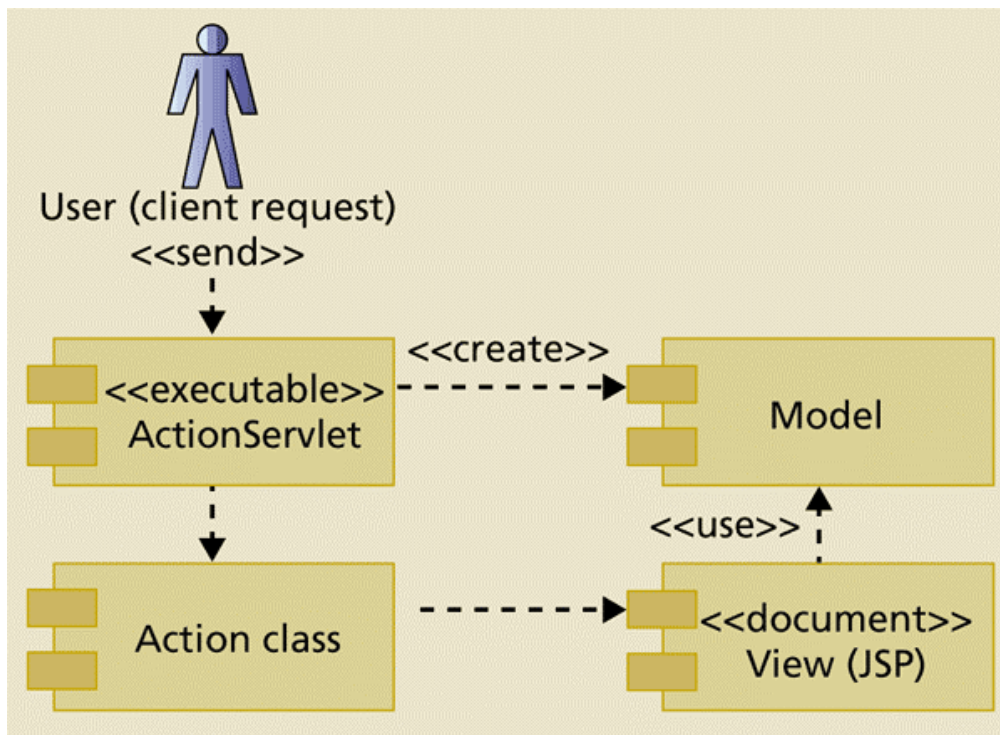 User (client request)
<<send>>
<<create>>
<<executable>>
ActionServlet
Model
<<use>>
Action class
<<document>>
View (JSP)